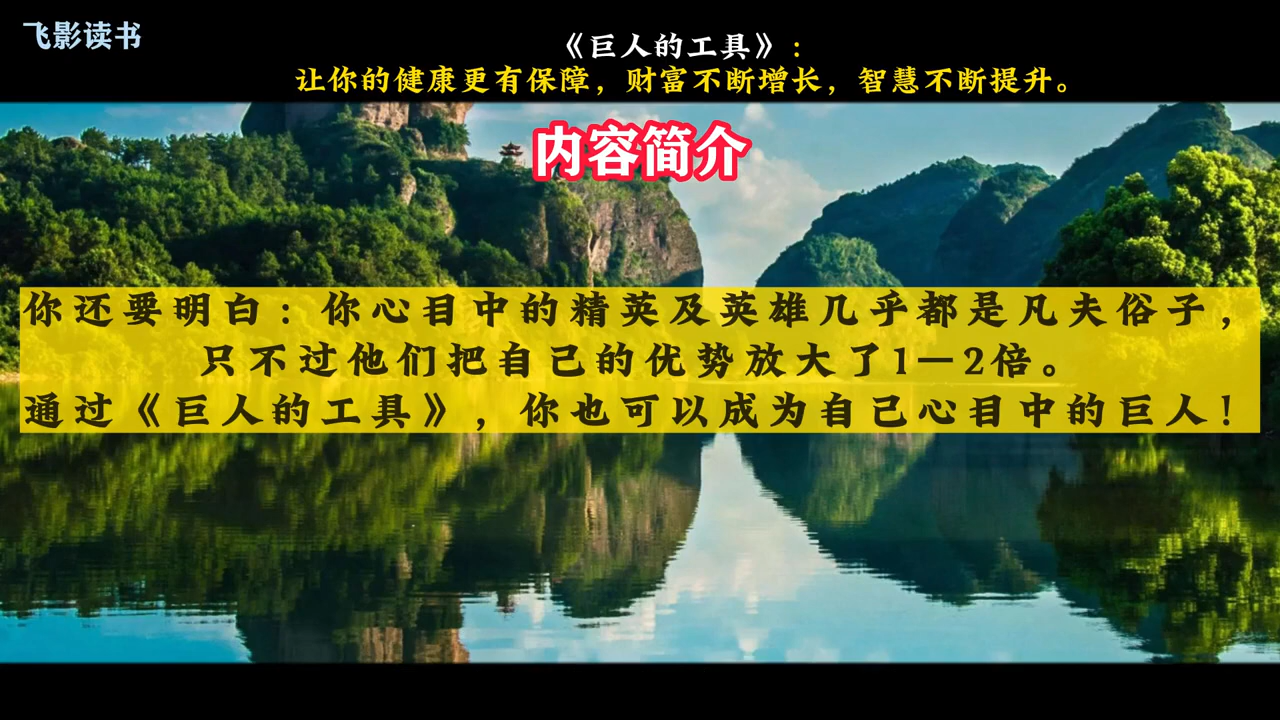 飞影读书
《巨人的工具》：
让你的健康更有保障，财富不断增长，智慧不断提升。
内容简介
你还要明白：你心目中的精英及英雄几乎都是凡夫俗子，
只不过他们把自己的优势放大了1—2倍。
通过《巨人的工具》，你也可以成为自己心目中的巨人！